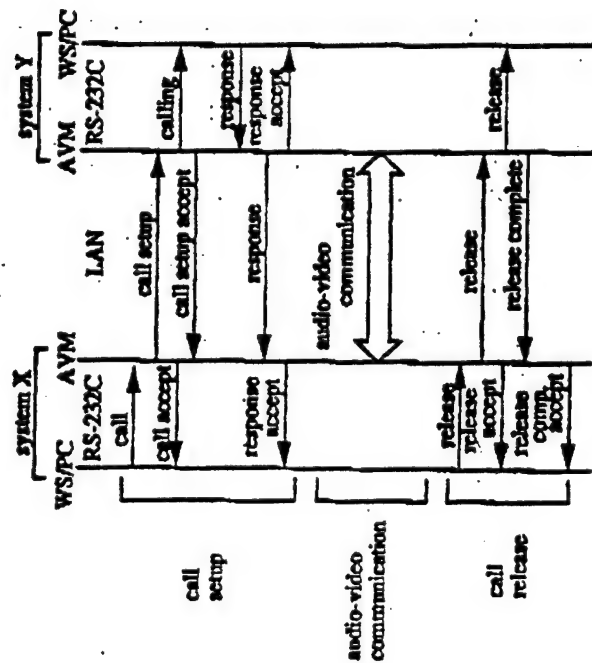 system X
system Y
WS/PC
RS-232C
AVM
LAN
AVM
RS-232C
WS/PC
call
setup
call
call accept
call setup
call setup accept
calling
response
response
response
accept
response
accept
audio-video
communication
audio-video
communication
call
release
release
release
accept
release
comp.
accept
release
release complete
release